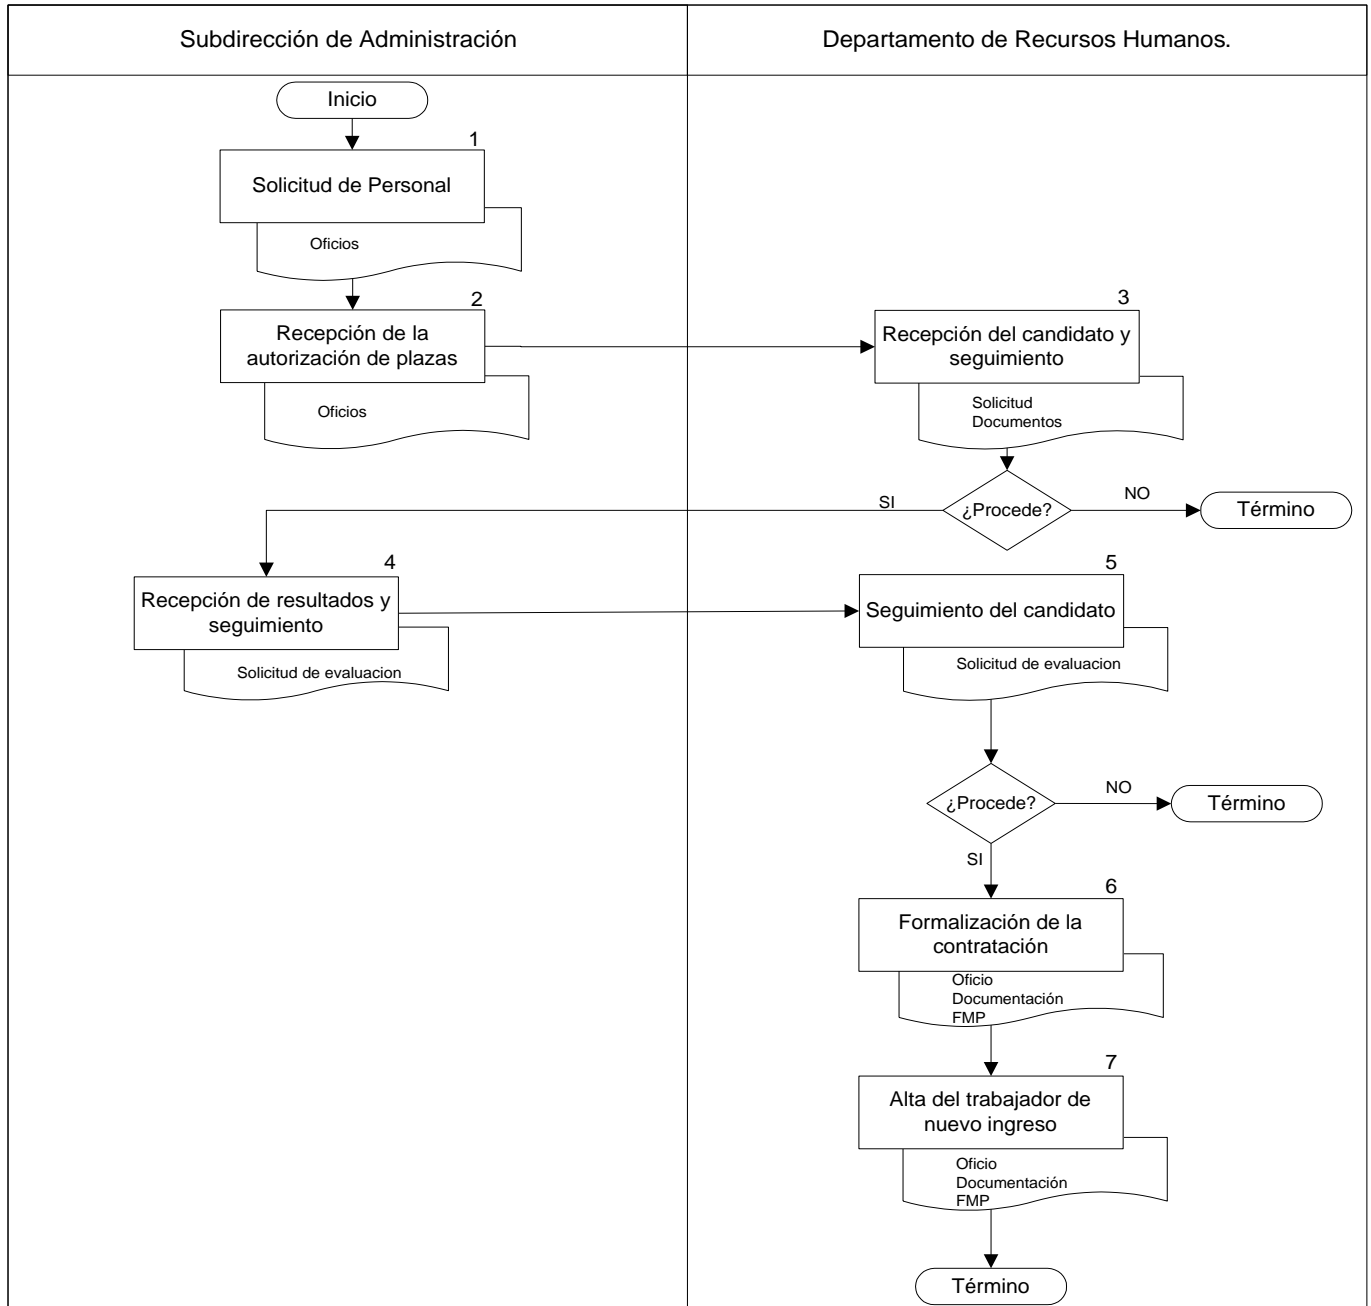 Subdirección de Administración
Departamento de Recursos Humanos.
Inicio
1
Solicitud de Personal
Oficios
2
Recepción de la
autorización de plazas
Oficios
3
Recepción del candidato y
seguimiento
Solicitud
Documentos
¿Procede?
NO
Término
SI
4
Recepción de resultados y
seguimiento
Solicitud de evaluacion
5
Seguimiento del candidato
Solicitud de evaluacion
¿Procede?
NO
Término
SI
6
Formalización de la
contratación
Oficio
Documentación
FMP
7
Alta del trabajador de
nuevo ingreso
Oficio
Documentación
FMP
Término